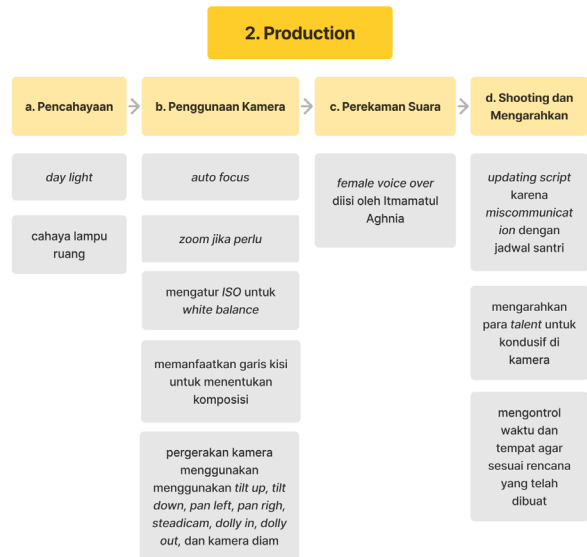 2. Production
a. Pencahayaan
b. Penggunaan Kamera
c. Perekaman Suara
d. Shooting dan
Mengarahkan
day light
cahaya lampu
ruang
auto focus
zoom jika perlu
mengatur ISO untuk
white balance
memanfaatkan garis kisi
untuk menentukan
komposisi
pergerakan kamera
menggunakan
menggunakan tilt up, tilt
down, pan left, pan righ,
steadicam, dolly in, dolly
out, dan kamera diam
female voice over
diisi oleh Itmamatul
Aghnia
updating script
karena
miscommunicat
ion dengan
jadwal santri
mengarahkan
para talent untuk
kondusif di
kamera
mengontrol
waktu dan
tempat agar
sesuai rencana
yang telah
dibuat